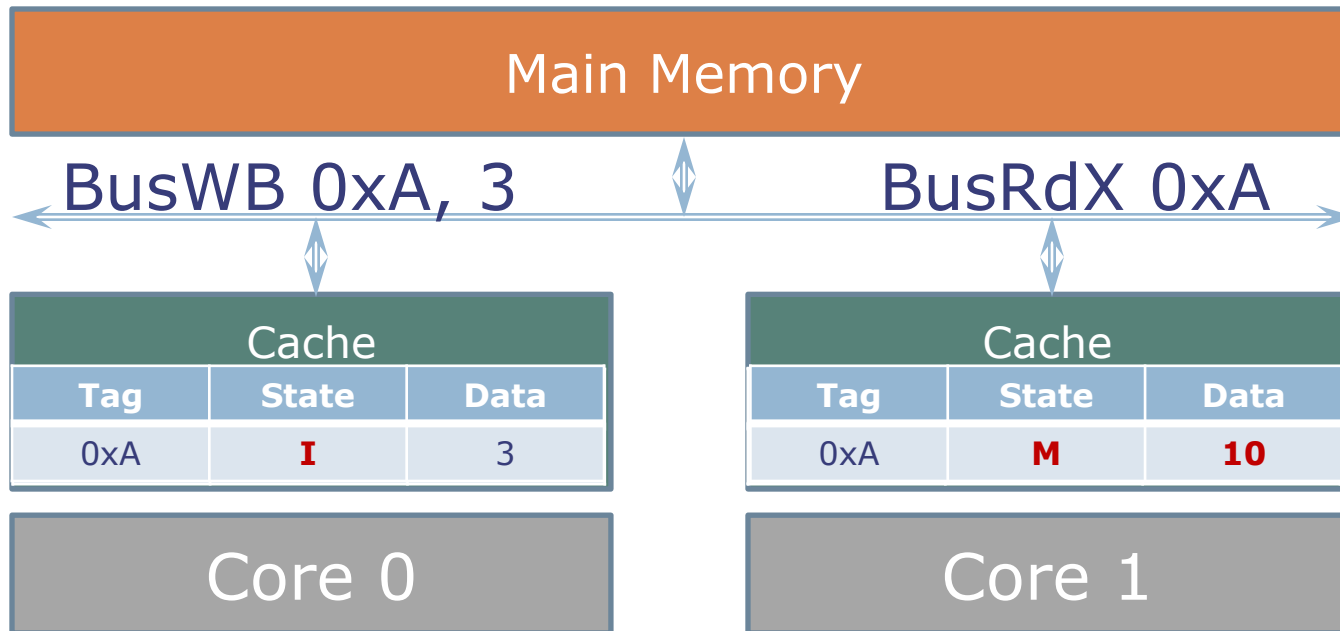 Main Memory
BusWB 0xA, 3
BusRdX 0xA
Cache
Tag State Data
0xA I 3
Core 0
Cache
Tag State Data
0xA M 10
Core 1